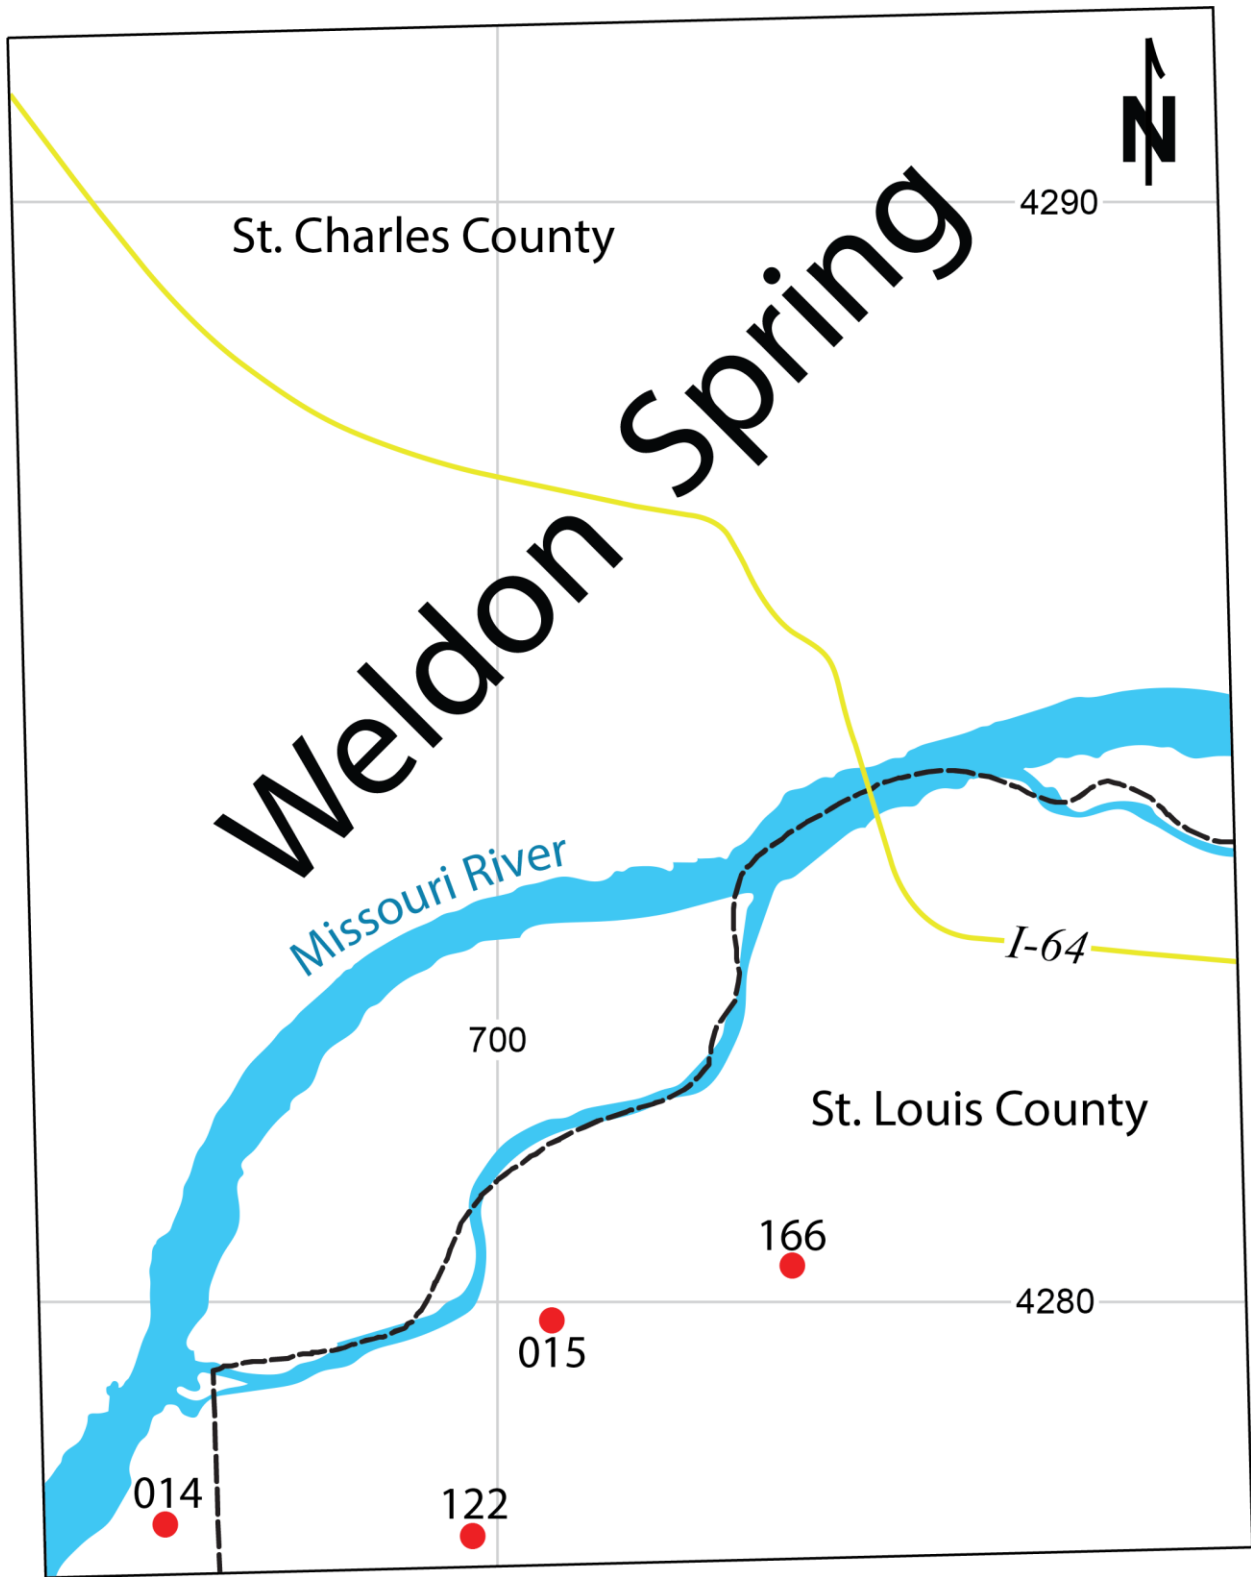 N
4290
St. Charles County
Weldon Spring
Missouri River
I-64
700
St. Louis County
166
4280
015
014
122